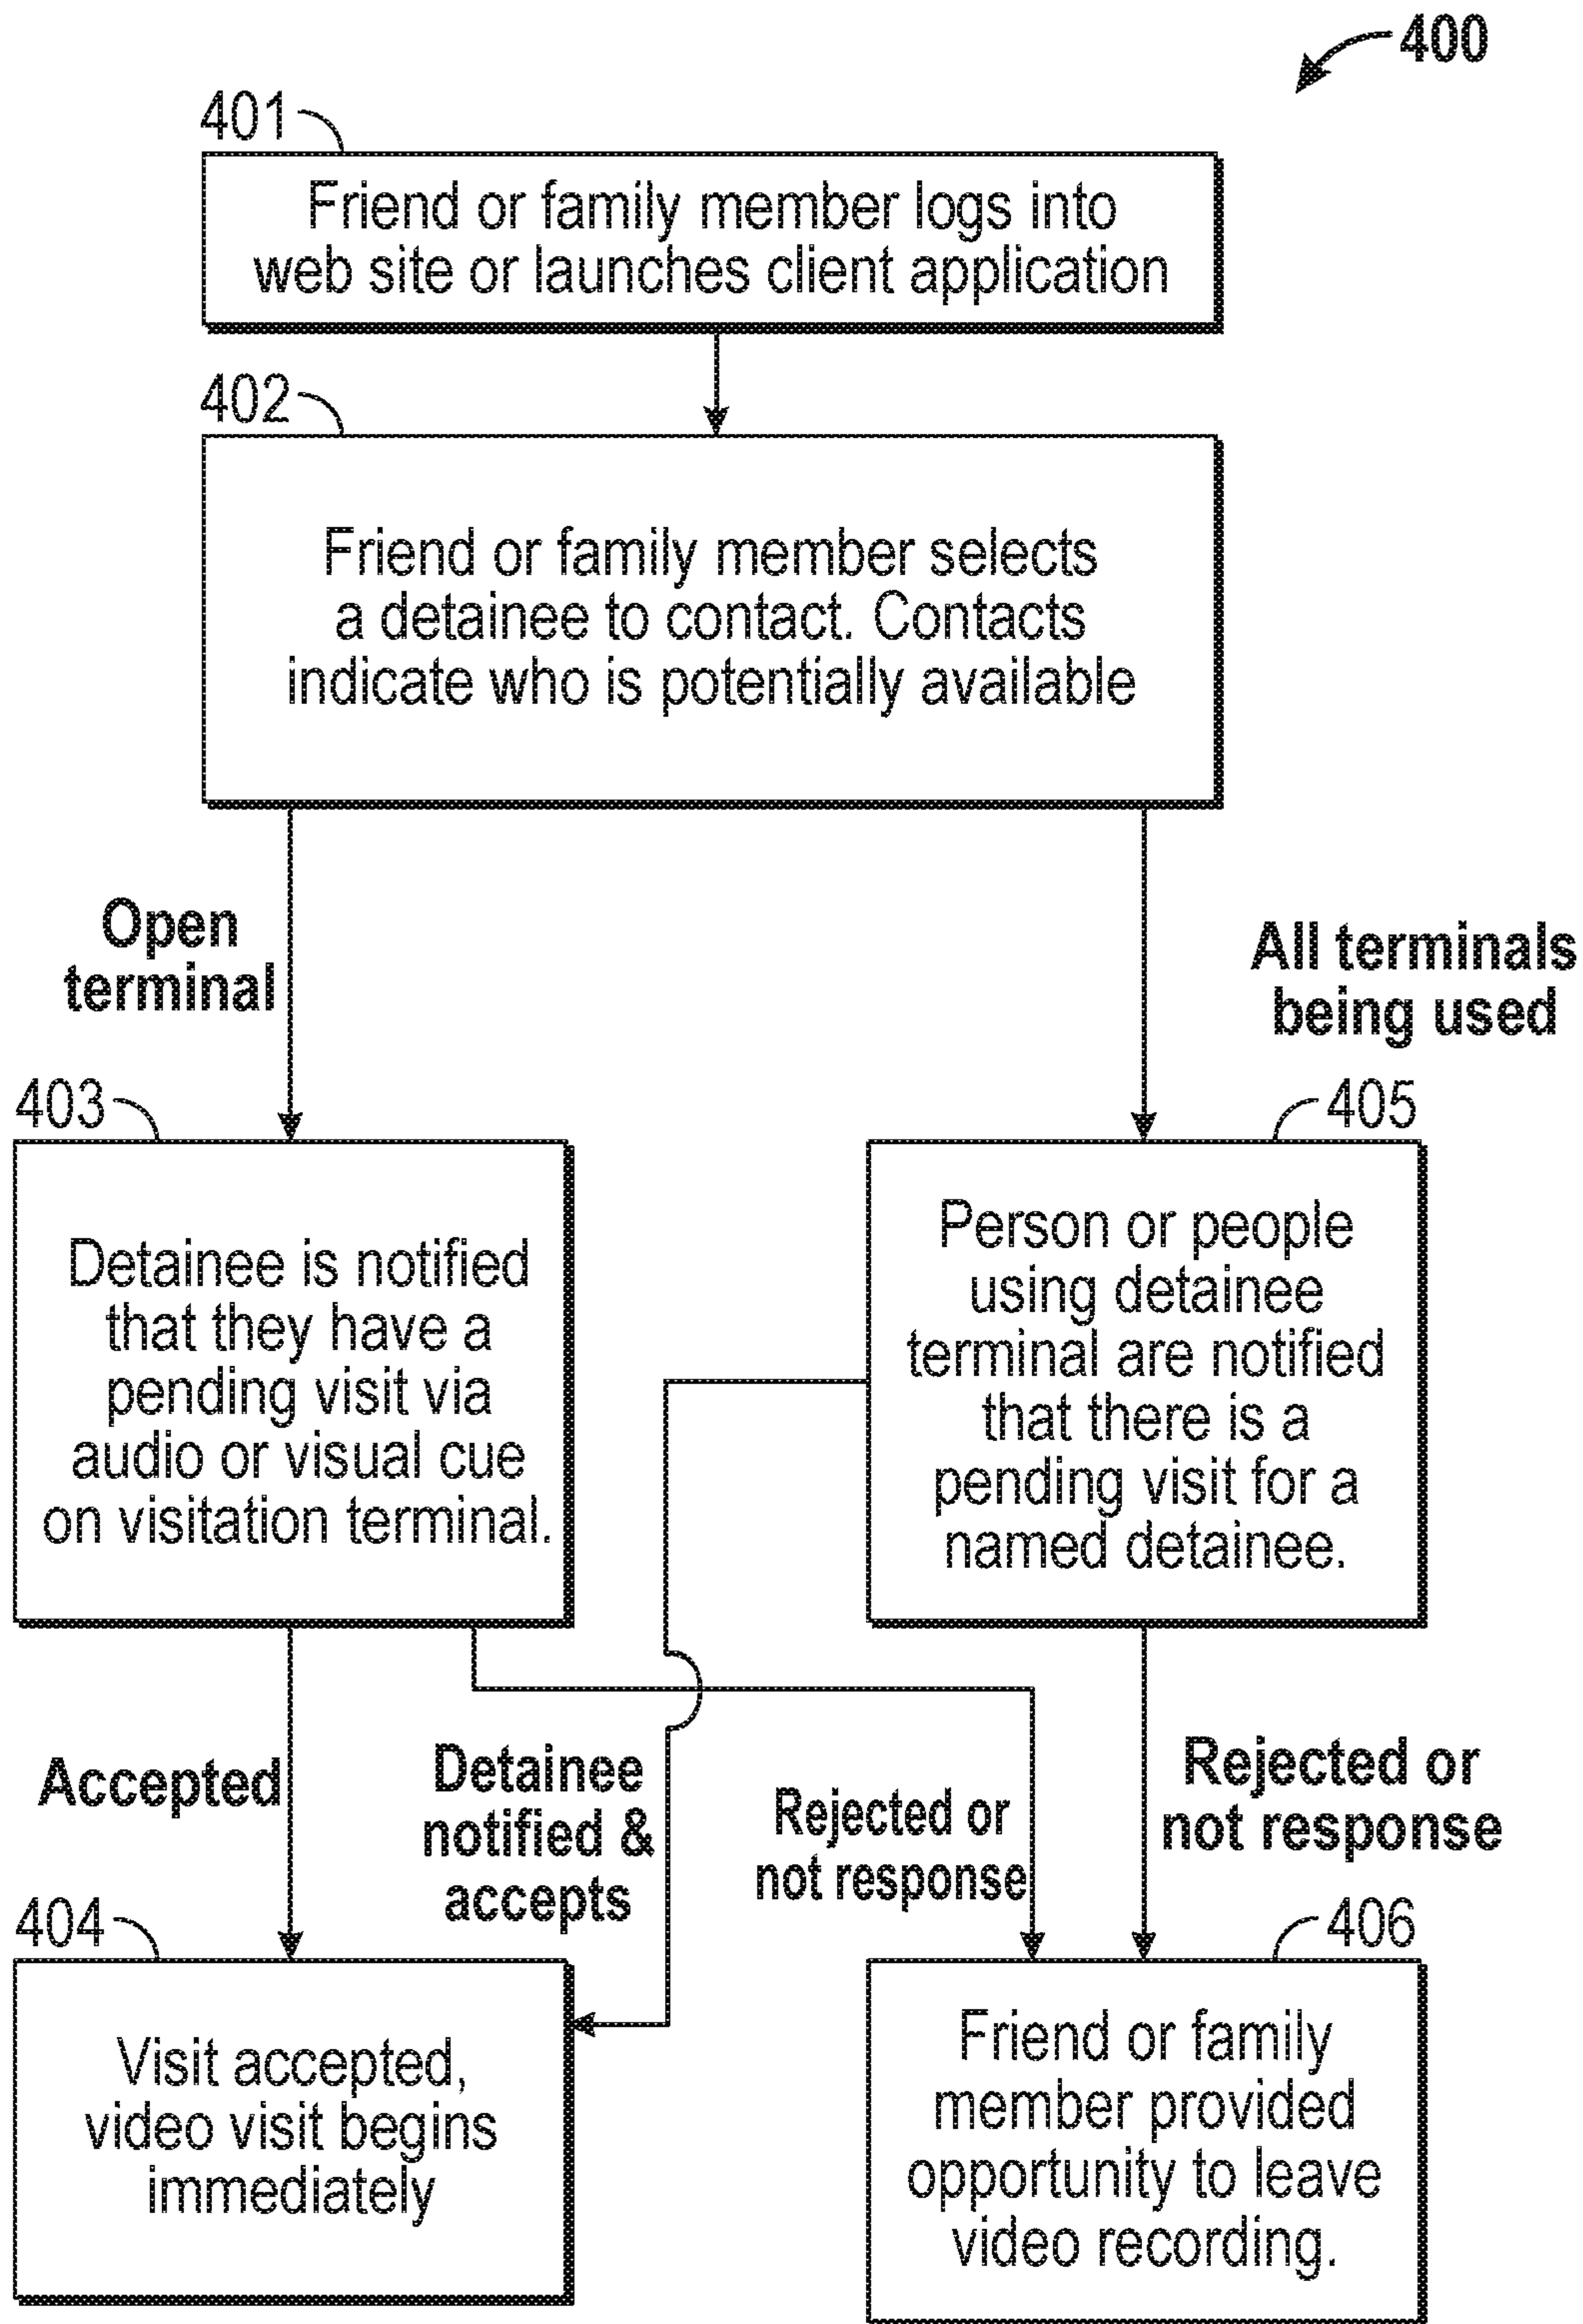 400
401
Friend or family member logs into
web site or launches client application
402
Friend or family member selects
a detainee to contact. Contacts
indicate who is potentially available
Open
terminal
All terminals
being used
403
Detainee is notified
that they have a
pending visit via
audio or visual cue
on visitation terminal.
405
Person or people
using detainee
terminal are notified
that there is a
pending visit for a
named detainee.
Accepted
Detainee
notified &
accepts
Rejected or
not response
Rejected or
not response
404
Visit accepted,
video visit begins
immediately
406
Friend or family
member provided
opportunity to leave
video recording.